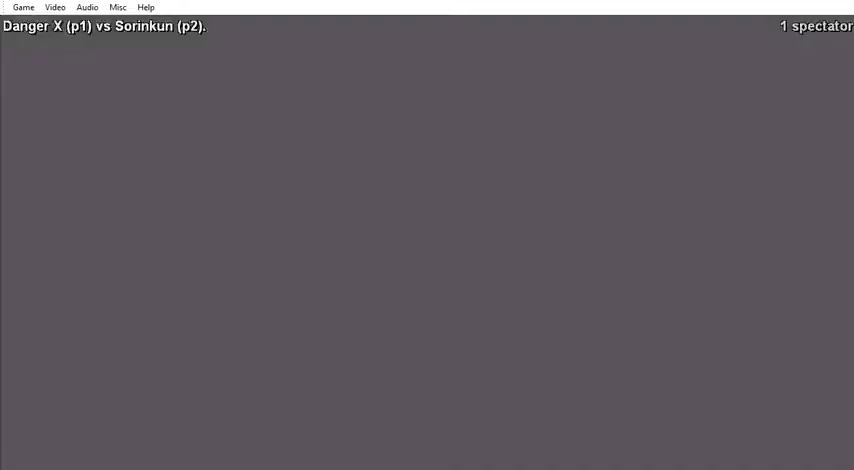 Game Video Audio Misc Help
Danger X (p1) vs Sorinkun (p2).
1 spectator